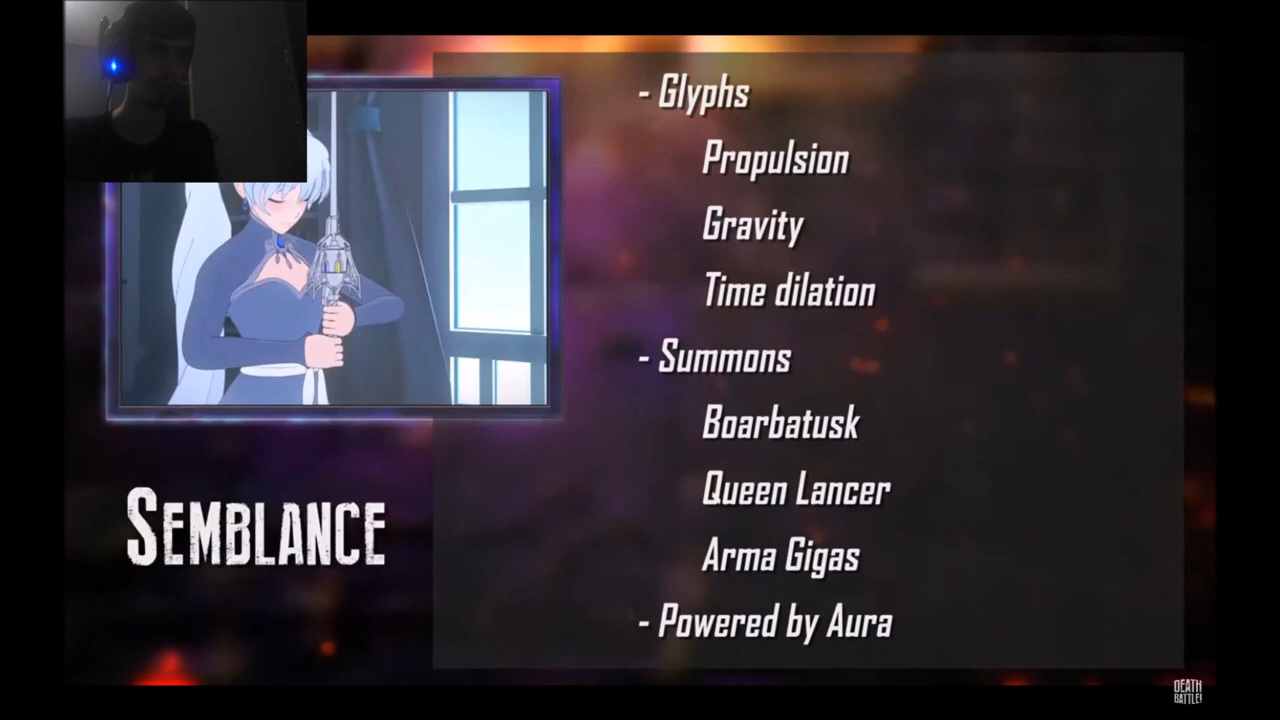 - Glyphs
Propulsion
Gravity
Time dilation
- Summons
Boarbatusk
Queen Lancer
Arma Gigas
- Powered by Aura
SEMBLANCE
DEATH
BATTLE!